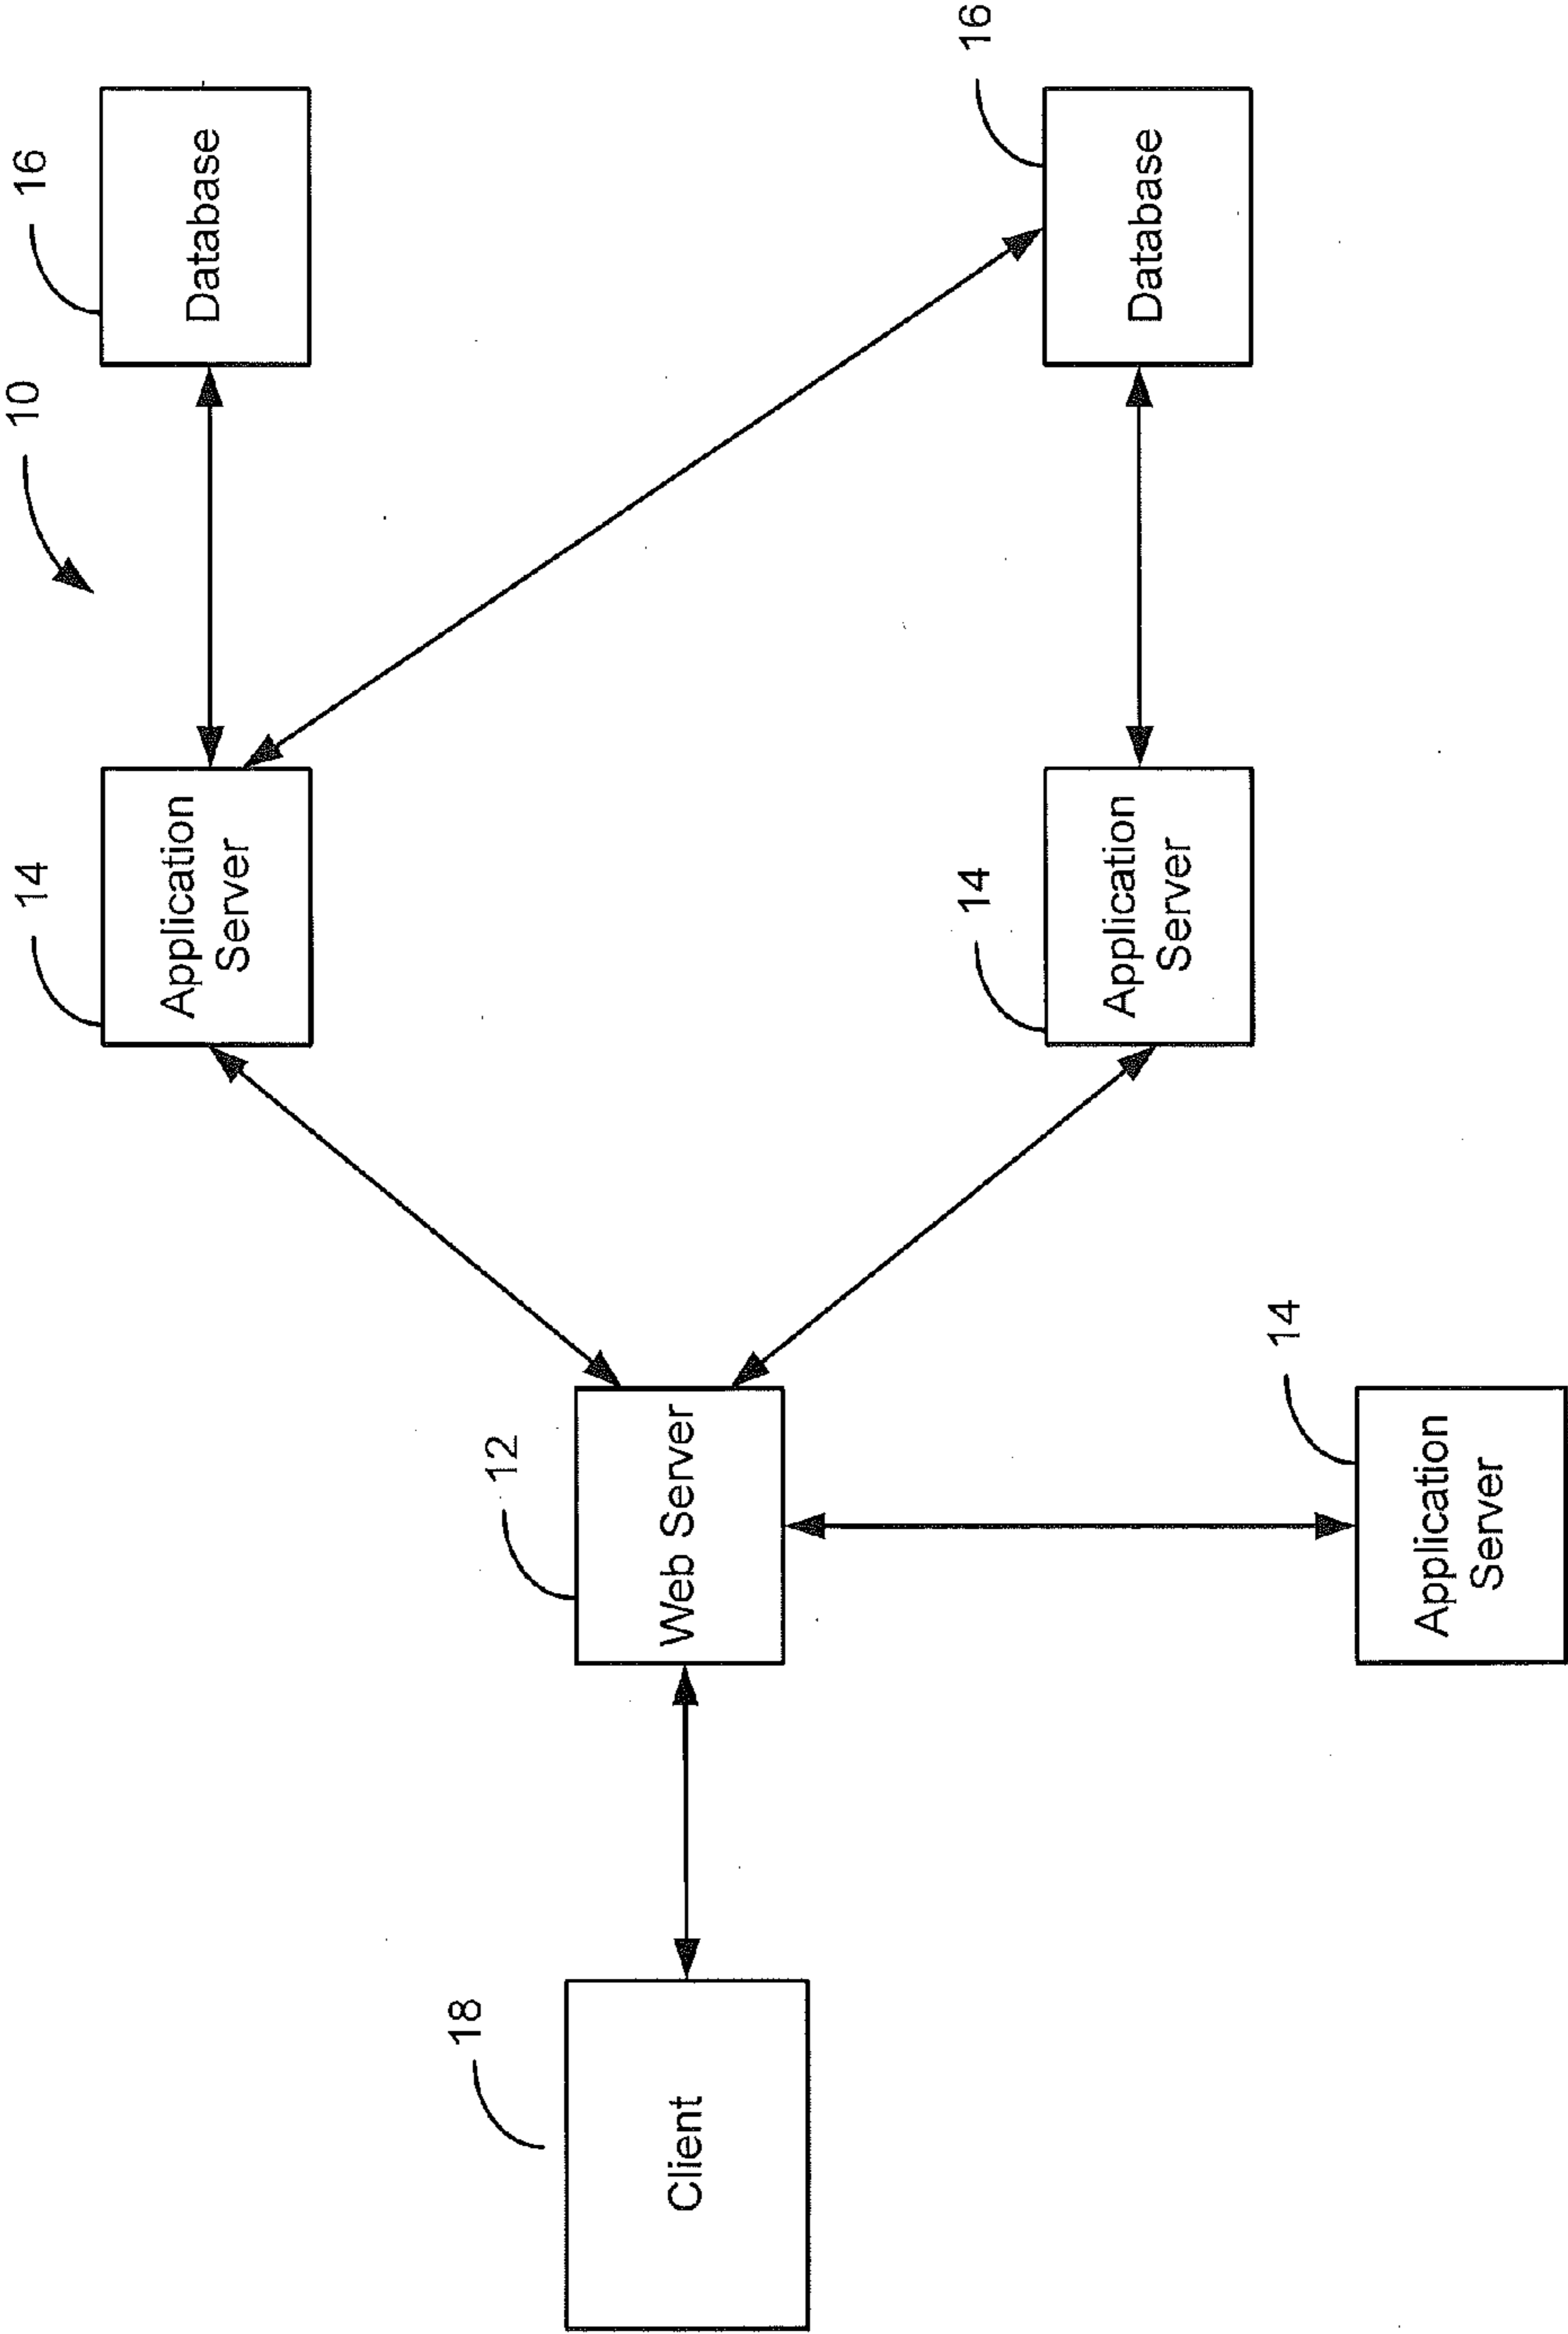 10
14
Application
Server
16
Database
18
Client
12
Web Server
14
Application
Server
16
Database
14
Application
Server